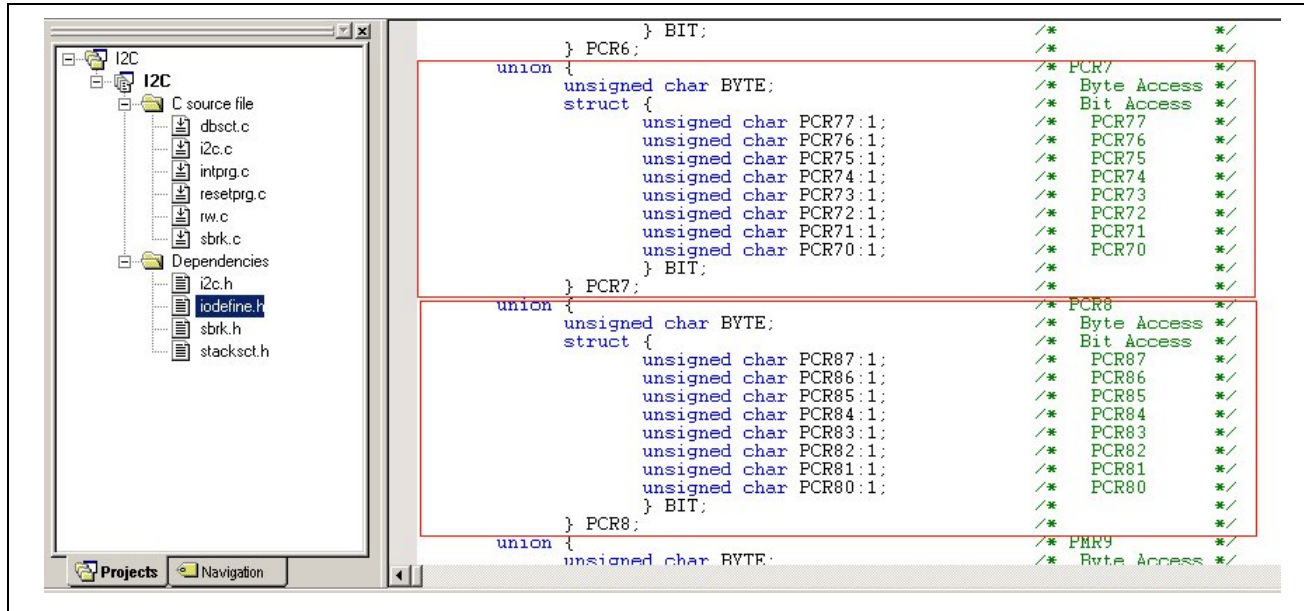 I2C
I2C
C source file
dbsct.c
i2c.c
intprg.c
resetprg.c
rw.c
sbrk.c
Dependencies
i2c.h
iodefine.h
sbrk.h
stacksct.h
Projects Navigation
} BIT; /* */
} PCR6; /* */
union { /* PCR7 */
unsigned char BYTE; /* Byte Access */
struct { /* Bit Access */
unsigned char PCR77:1; /* PCR77 */
unsigned char PCR76:1; /* PCR76 */
unsigned char PCR75:1; /* PCR75 */
unsigned char PCR74:1; /* PCR74 */
unsigned char PCR73:1; /* PCR73 */
unsigned char PCR72:1; /* PCR72 */
unsigned char PCR71:1; /* PCR71 */
unsigned char PCR70:1; /* PCR70 */
} BIT; /* */
} PCR7; /* */
union { /* PCR8 */
unsigned char BYTE; /* Byte Access */
struct { /* Bit Access */
unsigned char PCR87:1; /* PCR87 */
unsigned char PCR86:1; /* PCR86 */
unsigned char PCR85:1; /* PCR85 */
unsigned char PCR84:1; /* PCR84 */
unsigned char PCR83:1; /* PCR83 */
unsigned char PCR82:1; /* PCR82 */
unsigned char PCR81:1; /* PCR81 */
unsigned char PCR80:1; /* PCR80 */
} BIT; /* */
} PCR8; /* */
union { /* PMR9 */
unsigned char BYTE; /* Byte Access */